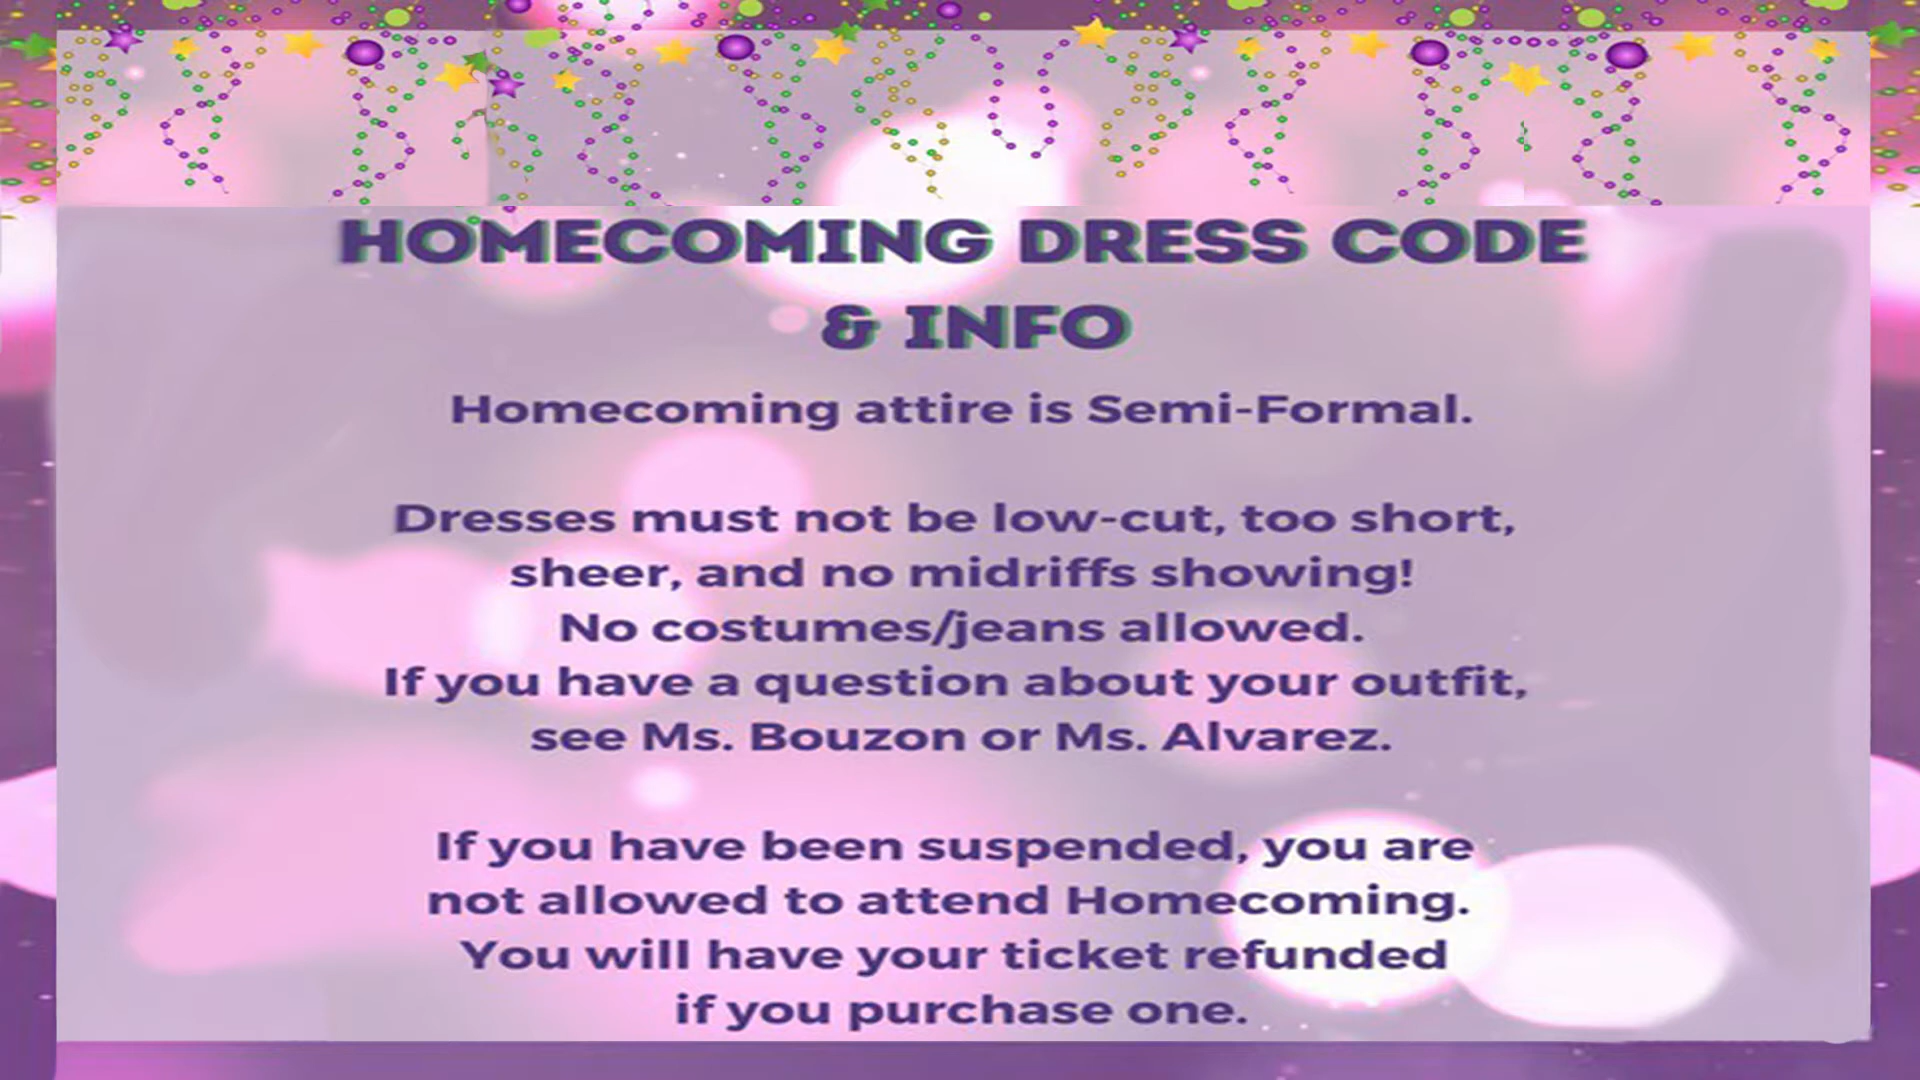 HOMECOMING DRESS CODE
& INFO
Homecoming attire is Semi-Formal.
Dresses must not be low-cut, too short,
sheer, and no midriffs showing!
No costumes/jeans allowed.
If you have a question about your outfit,
see Ms. Bouzon or Ms. Alvarez.
If you have been suspended, you are
not allowed to attend Homecoming.
You will have your ticket refunded
if you purchase one.